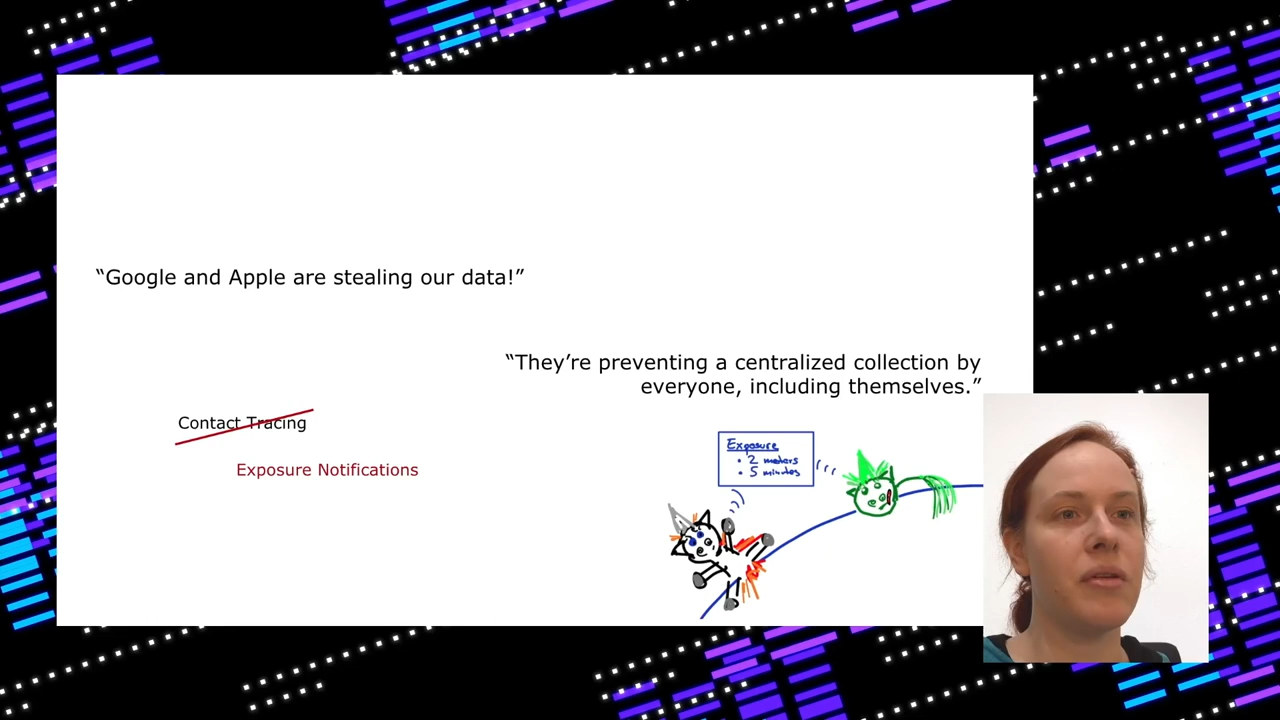 “Google and Apple are stealing our data!”
“They’re preventing a centralized collection by
everyone, including themselves.”
Contact Tracing
Exposure Notifications
Exposure
• 2 meters
• 5 minutes